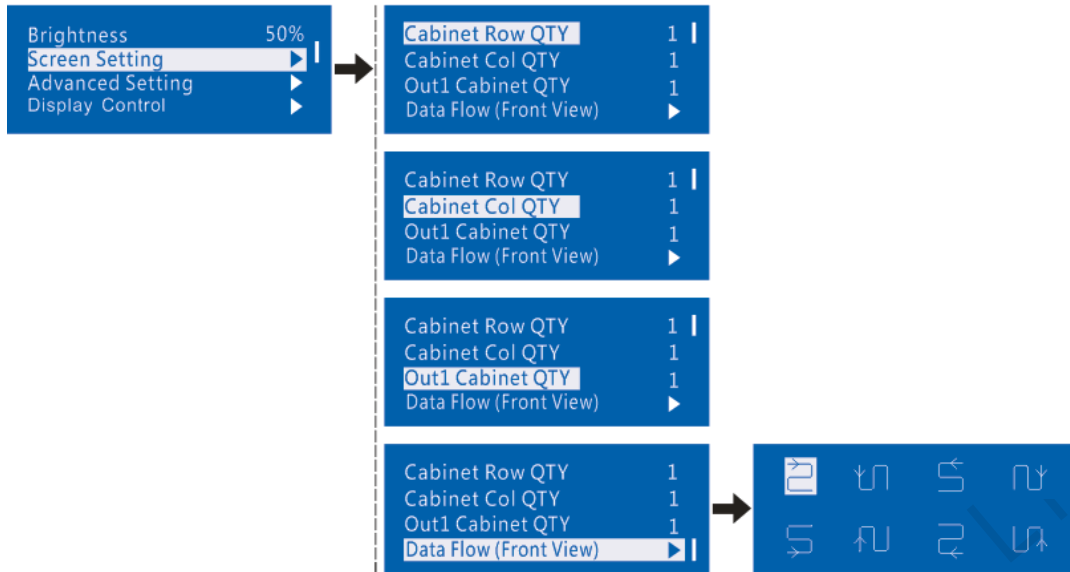 Brightness 50%
Screen Setting
Advanced Setting
Display Control
Cabinet Row QTY 1
Cabinet Col QTY 1
Out1 Cabinet QTY 1
Data Flow (Front View)
Cabinet Row QTY 1
Cabinet Col QTY 1
Out1 Cabinet QTY 1
Data Flow (Front View)
Cabinet Row QTY 1
Cabinet Col QTY 1
Out1 Cabinet QTY 1
Data Flow (Front View)
Cabinet Row QTY 1
Cabinet Col QTY 1
Out1 Cabinet QTY 1
Data Flow (Front View)